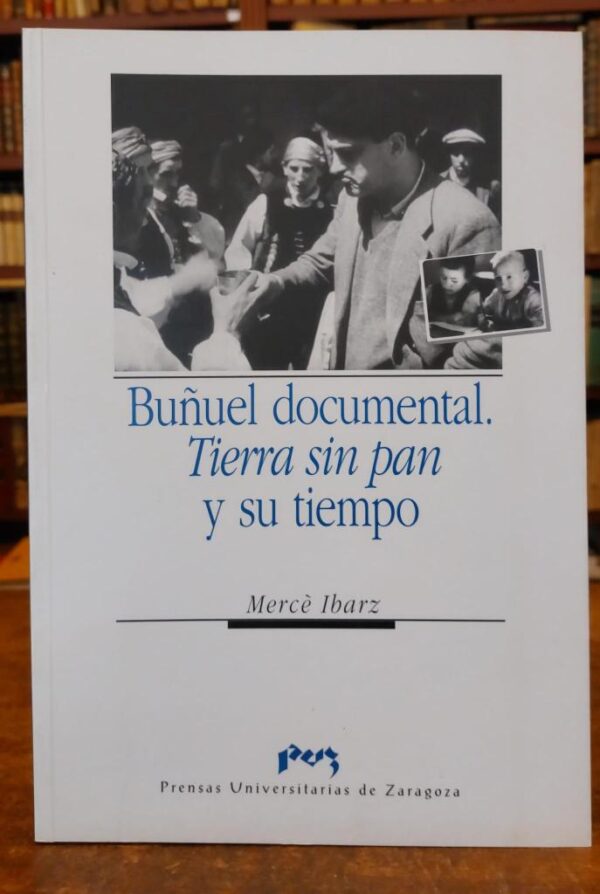 Buñuel documental.
Tierra sin pan
y su tiempo
Mercè Ibarz
puz
Prensas Universitarias de Zaragoza